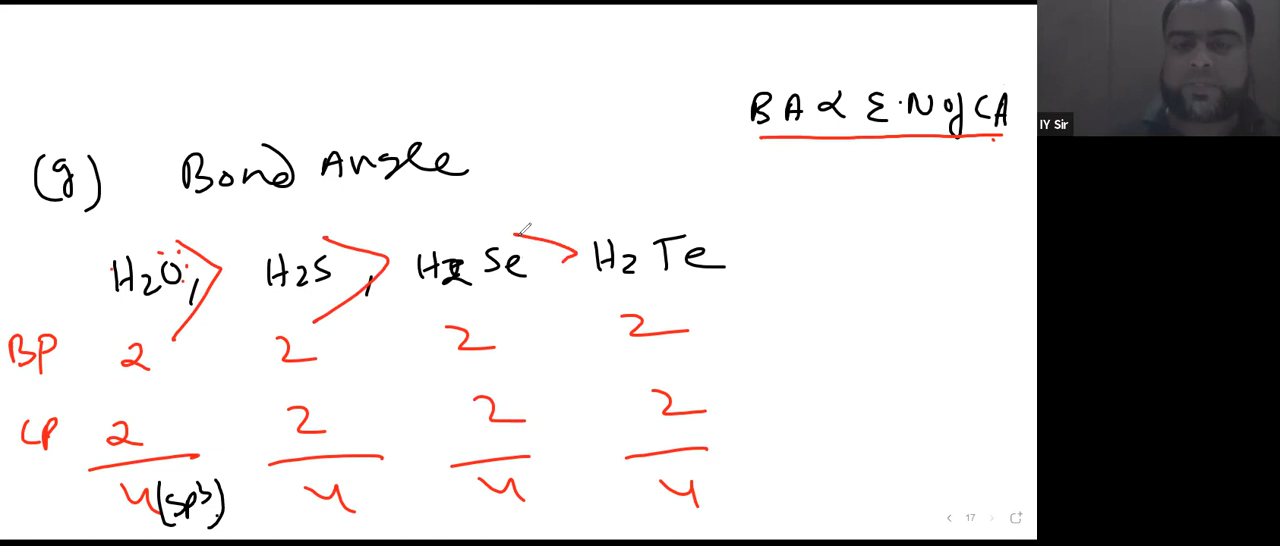 BA ∝ E.N of CA
IY Sir
(g) Bond Angle
H2O, > H2S, > H2Se > H2Te
BP 2 2 2 2
LP 2 2 2 2
4(sp3) 4 4 4
17